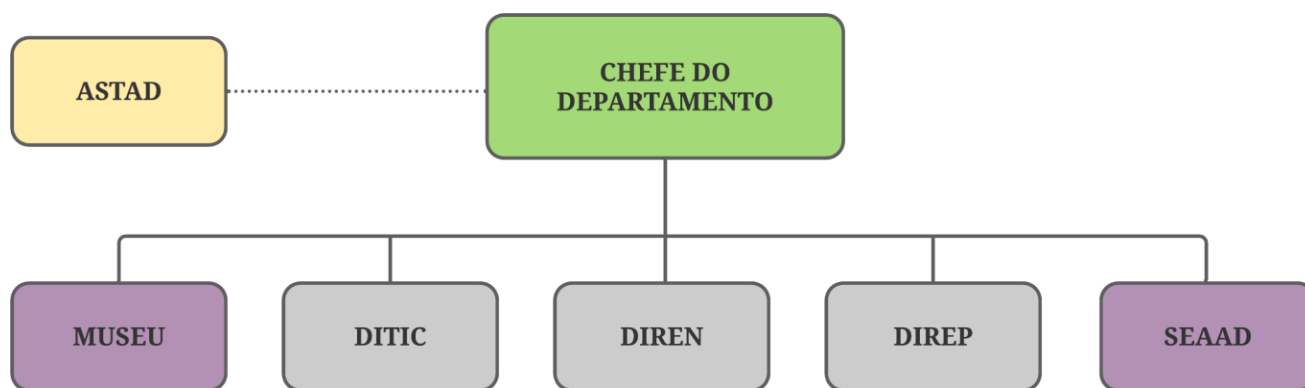 ASTAD
CHEFE DO
DEPARTAMENTO
MUSEU
DITIC
DIREN
DIREP
SEAAD